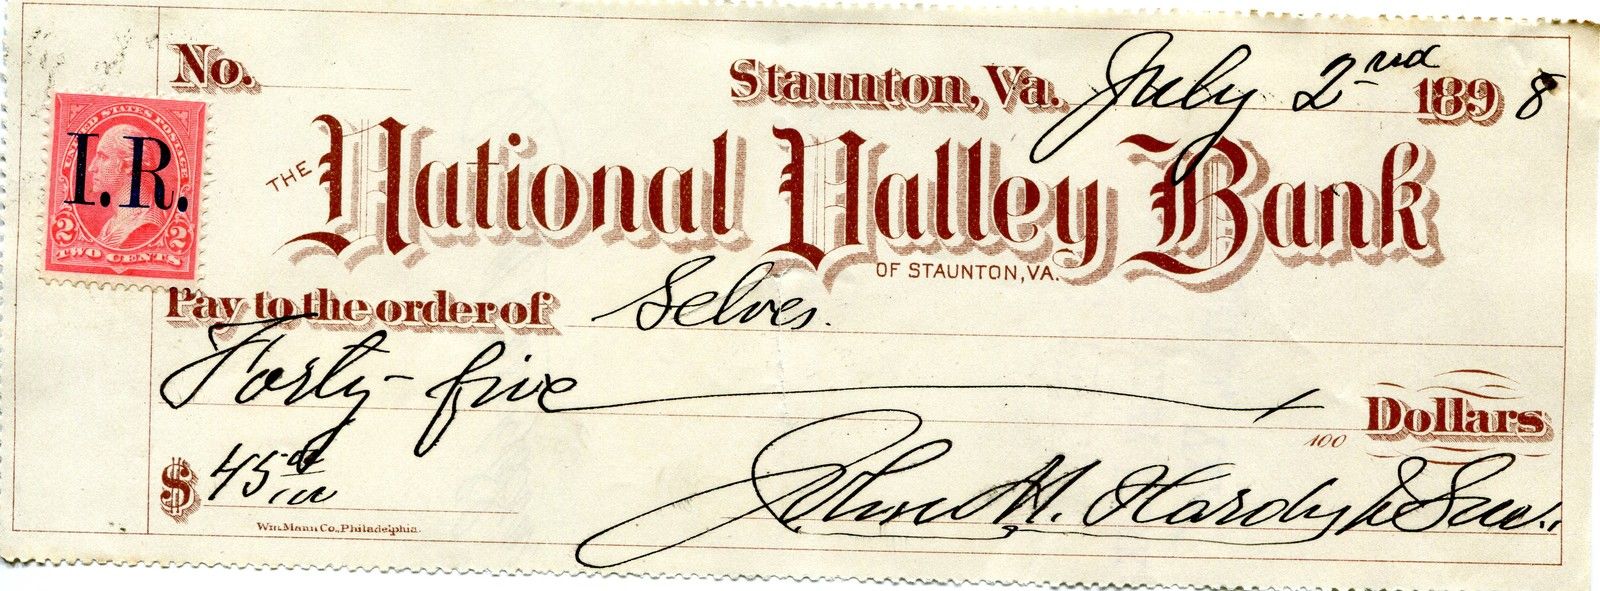 No.
Staunton, Va. July 2nd 1898
UNITED STATES POSTAGE
I.R.
2 2
TWO CENTS
THE National Valley Bank
OF STAUNTON, VA.
Pay to the order of Selves.
Forty-five
100 Dollars
$ 45
John M. Hardy & Son.
Wm. Mann Co., Philadelphia.